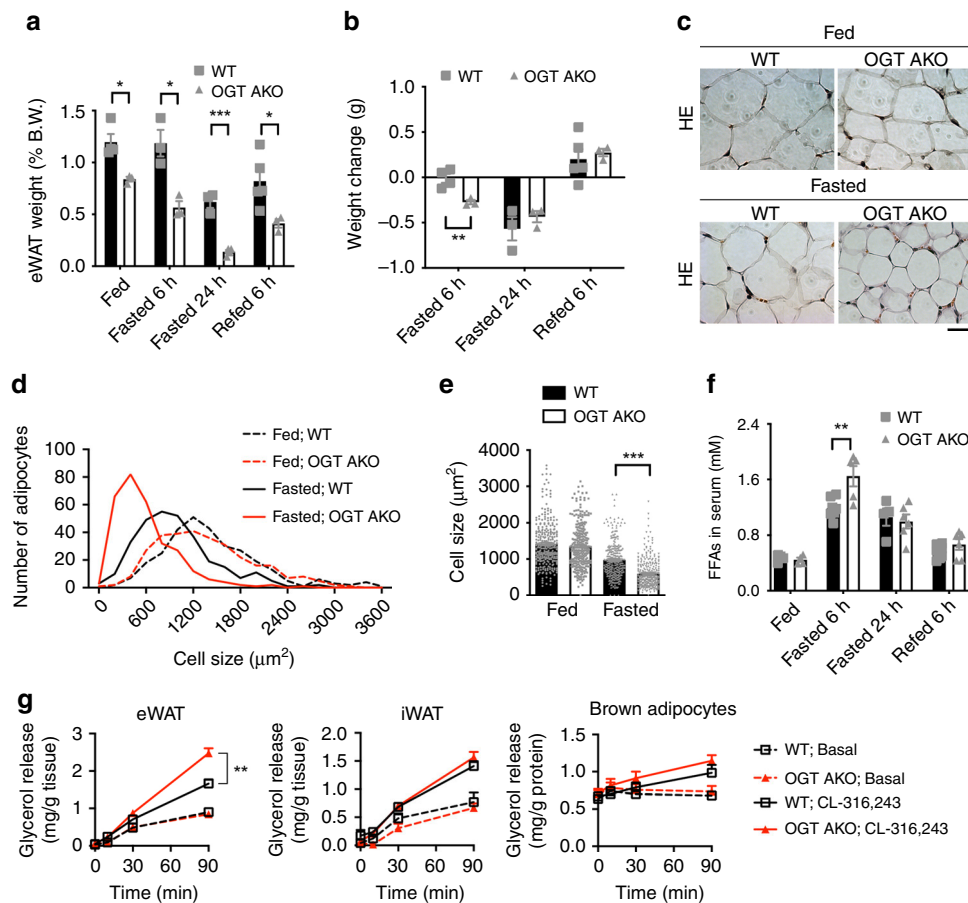 a
WT
OGT AKO
eWAT weight (% B.W.)
1.5
1.0
0.5
0.0
*
*
***
*
Fed
Fasted 6 h
Fasted 24 h
Refed 6 h
b
WT
OGT AKO
Weight change (g)
1.0
0.5
0.0
−0.5
−1.0
**
Fasted 6 h
Fasted 24 h
Refed 6 h
c
Fed
WT
OGT AKO
HE
Fasted
WT
OGT AKO
HE
d
Number of adipocytes
100
80
60
40
20
0
Fed; WT
Fed; OGT AKO
Fasted; WT
Fasted; OGT AKO
0
600
1200
1800
2400
3000
3600
Cell size (μm²)
e
WT
OGT AKO
Cell size (μm²)
4000
3000
2000
1000
0
***
Fed
Fasted
f
WT
OGT AKO
FFAs in serum (mM)
2.4
1.6
0.8
0.0
**
Fed
Fasted 6 h
Fasted 24 h
Refed 6 h
g
eWAT
Glycerol release
(mg/g tissue)
3
2
1
0
**
0 30 60 90
Time (min)
iWAT
Glycerol release
(mg/g tissue)
2.0
1.5
1.0
0.5
0.0
0 30 60 90
Time (min)
Brown adipocytes
Glycerol release
(mg/g protein)
1.5
1.0
0.5
0.0
0 30 60 90
Time (min)
WT; Basal
OGT AKO; Basal
WT; CL-316,243
OGT AKO; CL-316,243